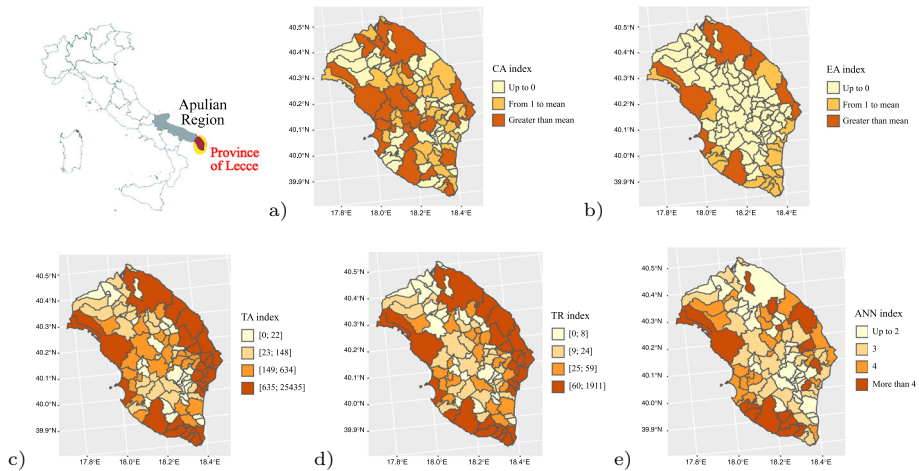 Apulian
Region
Province
of Lecce
a)
40.5°N
40.4°N
40.3°N
40.2°N
40.1°N
40.0°N
39.9°N
17.8°E
18.0°E
18.2°E
18.4°E
CA index
Up to 0
From 1 to mean
Greater than mean
b)
40.5°N
40.4°N
40.3°N
40.2°N
40.1°N
40.0°N
39.9°N
17.8°E
18.0°E
18.2°E
18.4°E
EA index
Up to 0
From 1 to mean
Greater than mean
c)
40.5°N
40.4°N
40.3°N
40.2°N
40.1°N
40.0°N
39.9°N
17.8°E
18.0°E
18.2°E
18.4°E
TA index
[0; 22]
[23; 148]
[149; 634]
[635; 25435]
d)
40.5°N
40.4°N
40.3°N
40.2°N
40.1°N
40.0°N
39.9°N
17.8°E
18.0°E
18.2°E
18.4°E
TR index
[0; 8]
[9; 24]
[25; 59]
[60; 1911]
e)
40.5°N
40.4°N
40.3°N
40.2°N
40.1°N
40.0°N
39.9°N
17.8°E
18.0°E
18.2°E
18.4°E
ANN index
Up to 2
3
4
More than 4